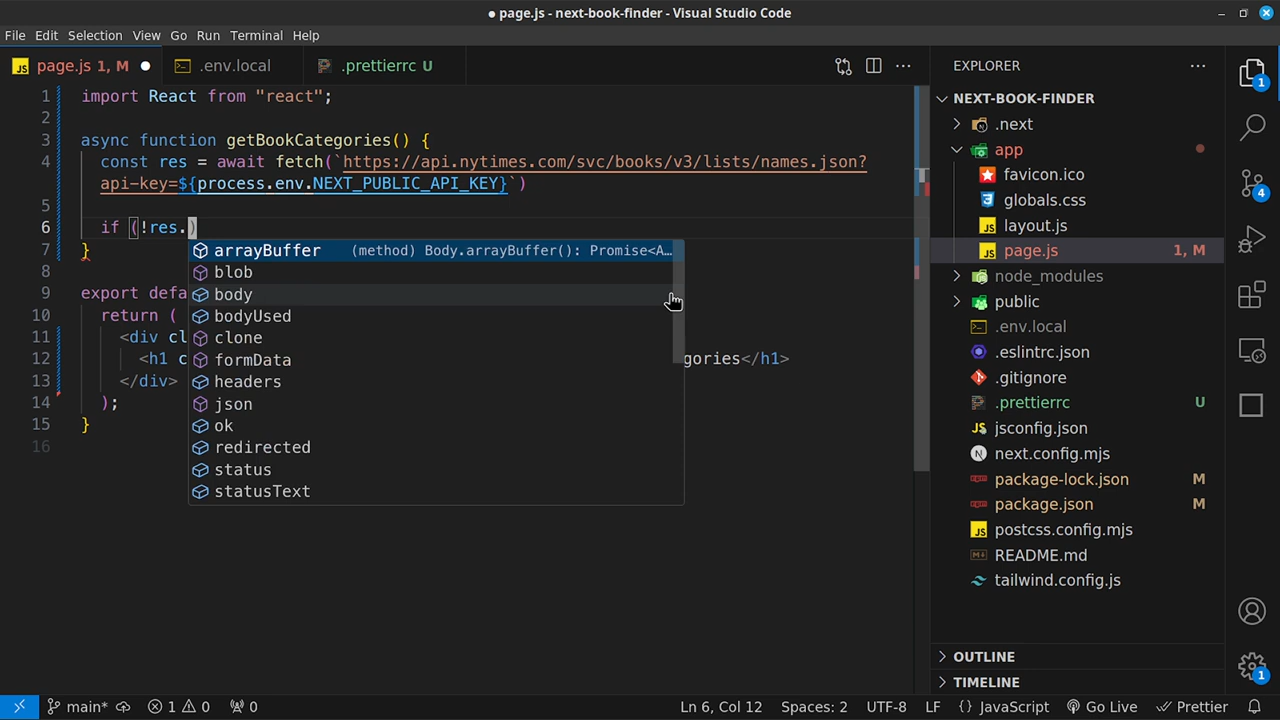 ● page.js - next-book-finder - Visual Studio Code
File Edit Selection View Go Run Terminal Help
JS page.js 1, M ● .env.local .prettierrc U
1 import React from "react";
2
3 async function getBookCategories() {
4 const res = await fetch(`https://api.nytimes.com/svc/books/v3/lists/names.json?
api-key=${process.env.NEXT_PUBLIC_API_KEY}`)
5
6 if (!res.)
7 }
8
9 export defa
10 return (
11 <div cl
12 <h1 c gories</h1>
13 </div>
14 );
15 }
16
arrayBuffer (method) Body.arrayBuffer(): Promise<A…
blob
body
bodyUsed
clone
formData
headers
json
ok
redirected
status
statusText
EXPLORER
NEXT-BOOK-FINDER
.next
app
favicon.ico
globals.css
layout.js
JS page.js 1, M
node_modules
public
.env.local
.eslintrc.json
.gitignore
.prettierrc U
JS jsconfig.json
N next.config.mjs
package-lock.json M
package.json M
JS postcss.config.mjs
README.md
tailwind.config.js
OUTLINE
TIMELINE
1
4
1
main* 1 0 0 Ln 6, Col 12 Spaces: 2 UTF-8 LF {} JavaScript Go Live Prettier